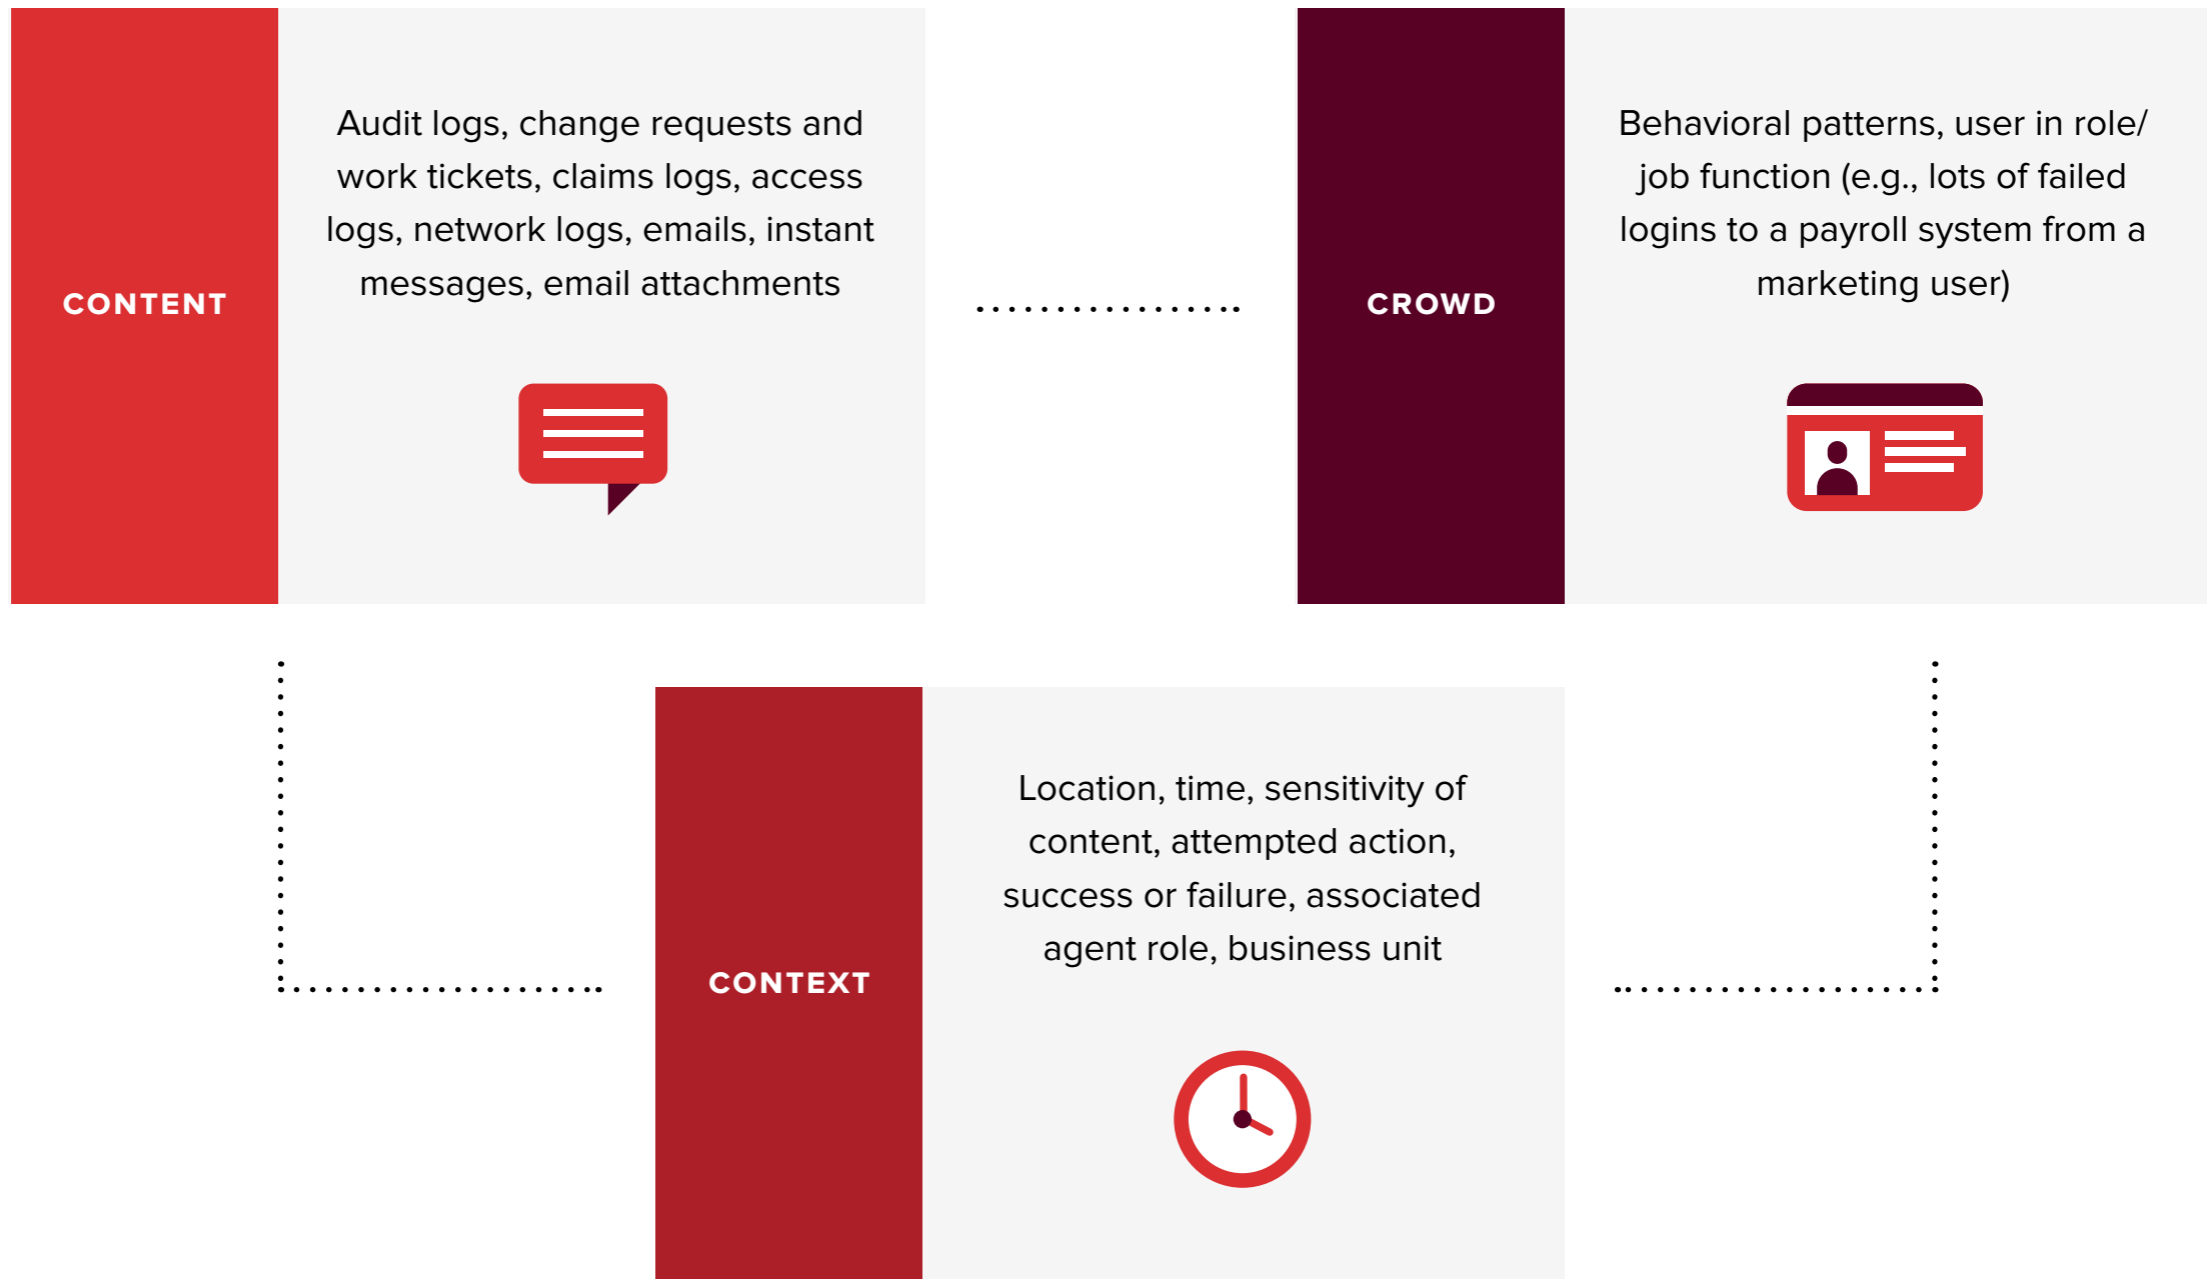 CONTENT
Audit logs, change requests and
work tickets, claims logs, access
logs, network logs, emails, instant
messages, email attachments
CROWD
Behavioral patterns, user in role/
job function (e.g., lots of failed
logins to a payroll system from a
marketing user)
CONTEXT
Location, time, sensitivity of
content, attempted action,
success or failure, associated
agent role, business unit